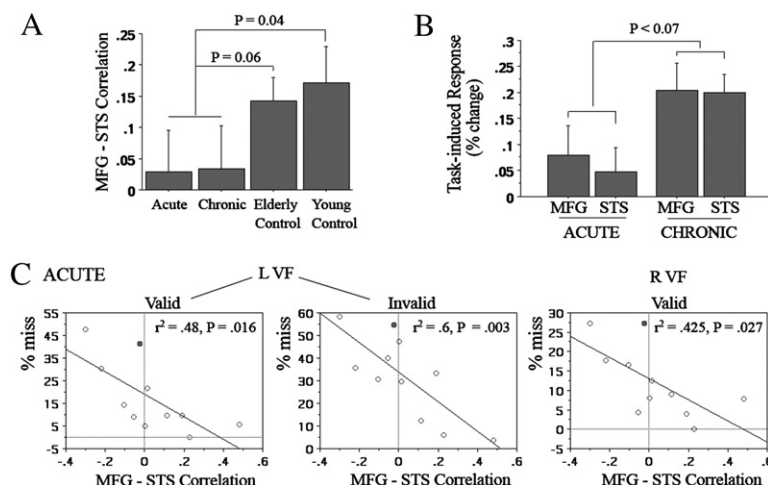 A
P = 0.04
P = 0.06
MFG - STS Correlation
.25
.2
.15
.1
.05
0
Acute
Chronic
Elderly Control
Young Control
B
P < 0.07
Task-induced Response
(% change)
.3
.25
.2
.15
.1
.05
0
MFG STS MFG STS
ACUTE CHRONIC
C ACUTE L VF R VF
Valid Invalid Valid
r² = .48, P = .016
% miss
55
45
35
25
15
5
-5
-.4 -.2 0 .2 .4 .6
MFG - STS Correlation
r² = .6, P = .003
% miss
60
50
40
30
20
10
0
-.4 -.2 0 .2 .4 .6
MFG - STS Correlation
r² = .425, P = .027
% miss
30
25
20
15
10
5
0
-5
-.4 -.2 0 .2 .4 .6
MFG - STS Correlation